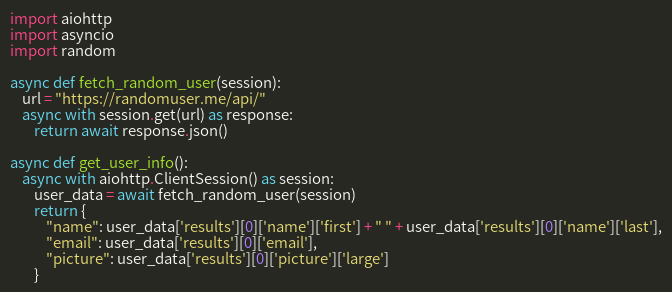 import aiohttp
import asyncio
import random

async def fetch_random_user(session):
    url = "https://randomuser.me/api/"
    async with session.get(url) as response:
        return await response.json()

async def get_user_info():
    async with aiohttp.ClientSession() as session:
        user_data = await fetch_random_user(session)
        return {
            "name": user_data['results'][0]['name']['first'] + " " + user_data['results'][0]['name']['last'],
            "email": user_data['results'][0]['email'],
            "picture": user_data['results'][0]['picture']['large']
        }